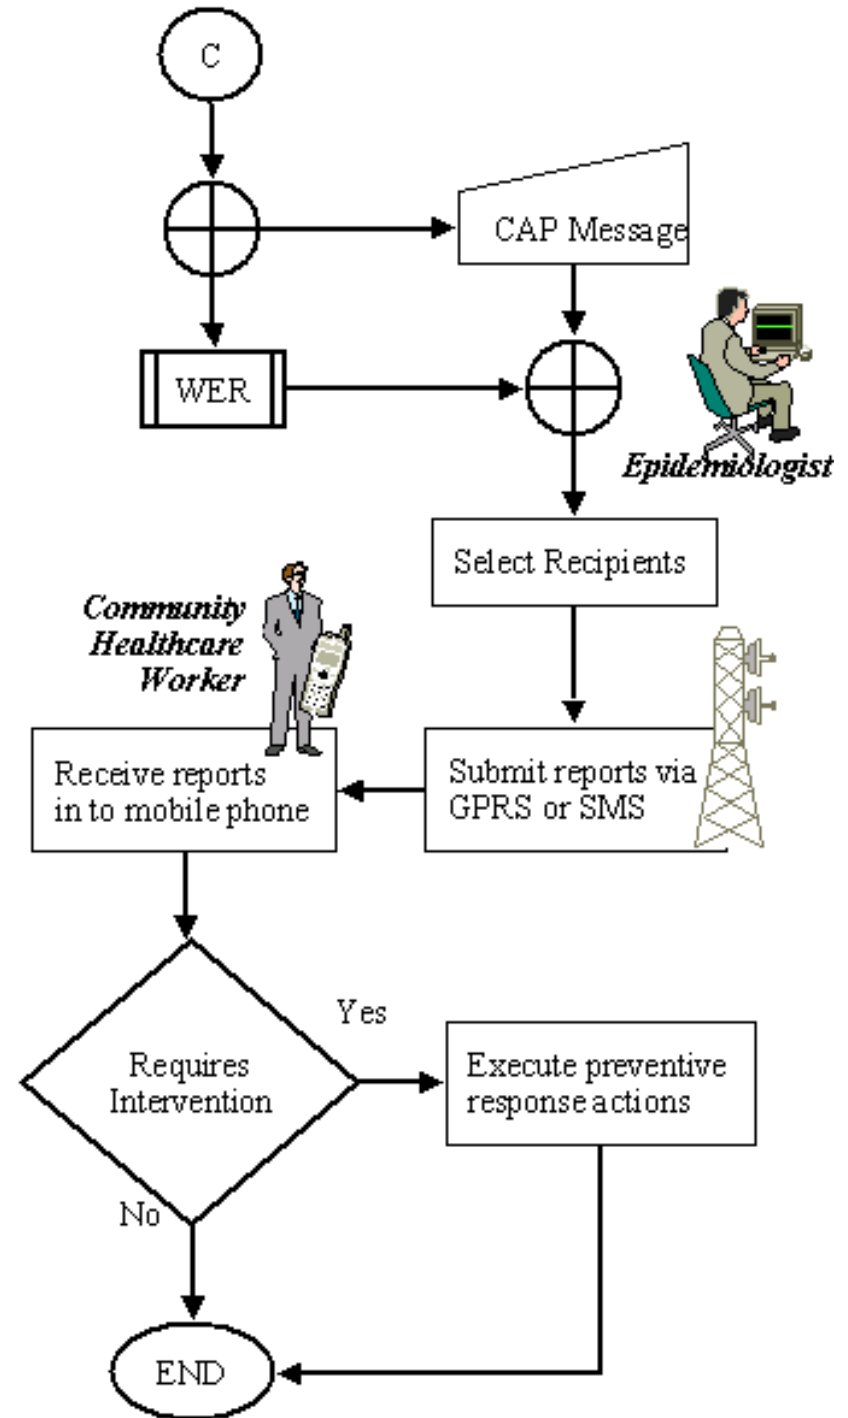 C
CAP Message
WER
Epidemiologist
Select Recipients
Community
Healthcare
Worker
Submit reports via
GPRS or SMS
Receive reports
in to mobile phone
Requires
Intervention
Yes
Execute preventive
response actions
No
END